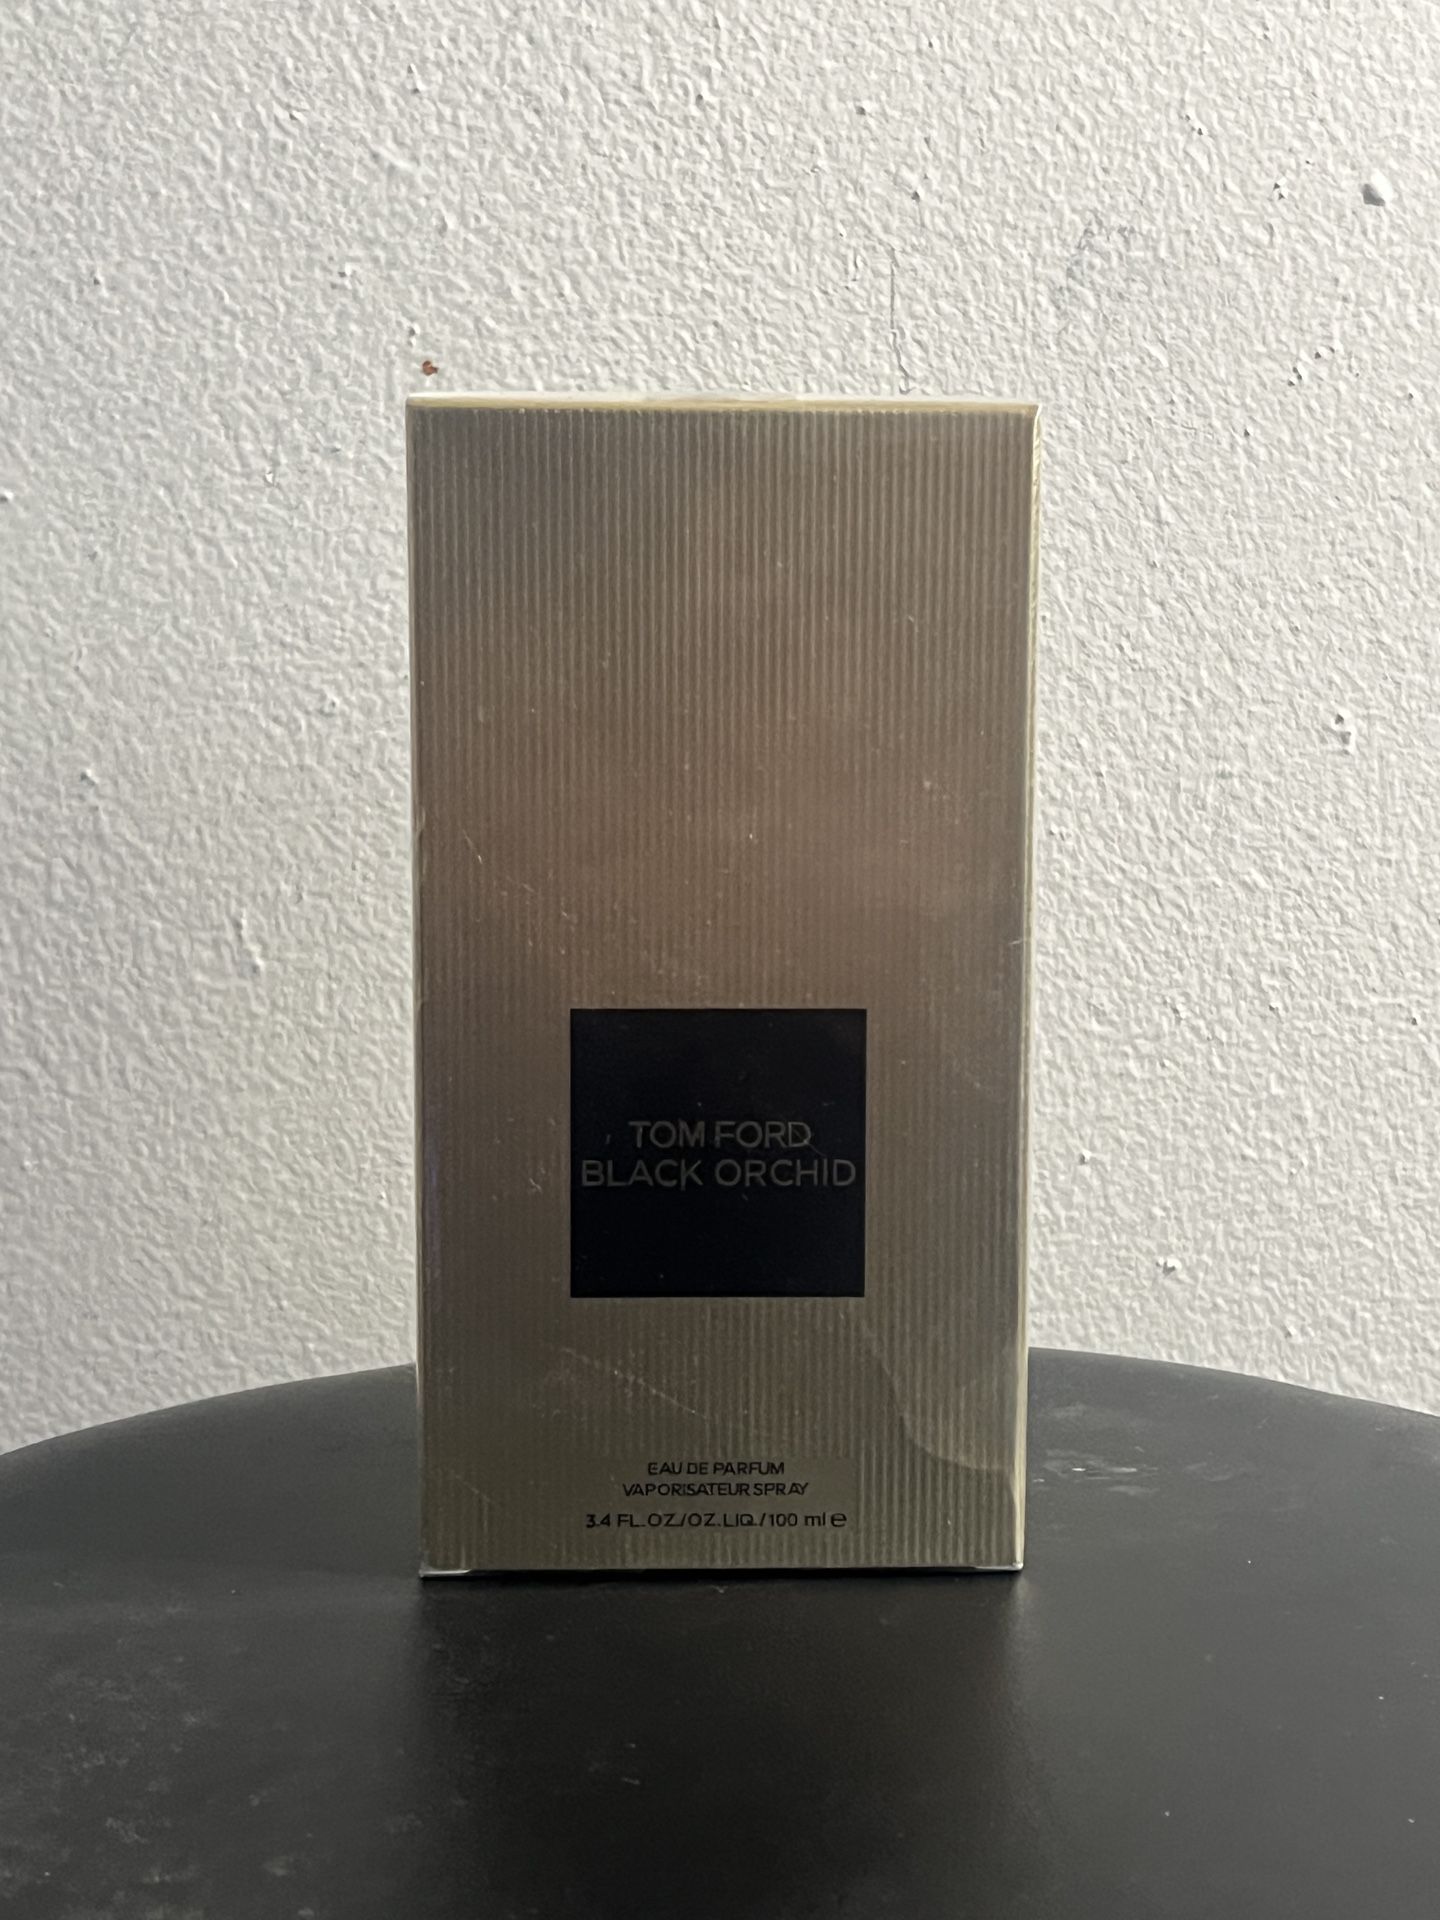 TOM FORD
BLACK ORCHID
EAU DE PARFUM
VAPORISATEUR SPRAY
3.4 FL.OZ./OZ.LIQ./100 ml ℮